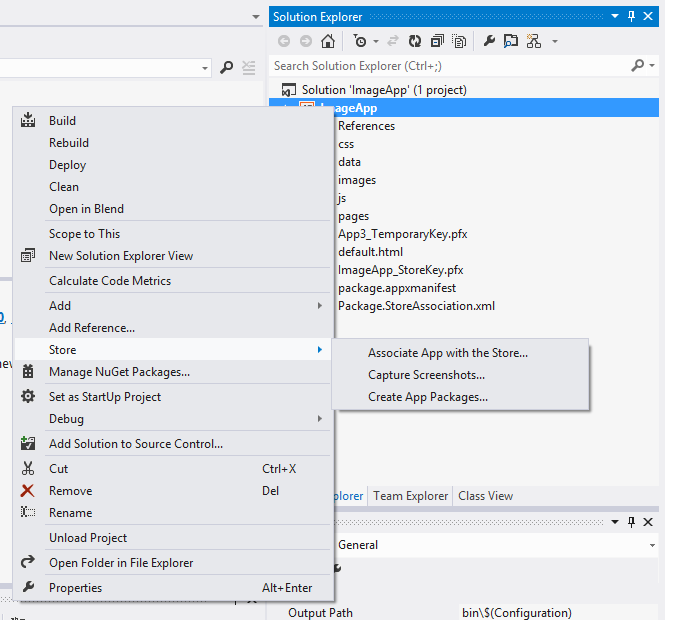 Solution Explorer
Search Solution Explorer (Ctrl+;)
Solution 'ImageApp' (1 project)
ImageApp
References
css
data
images
js
pages
App3_TemporaryKey.pfx
default.html
ImageApp_StoreKey.pfx
package.appxmanifest
Package.StoreAssociation.xml
Build
Rebuild
Deploy
Clean
Open in Blend
Scope to This
New Solution Explorer View
Calculate Code Metrics
Add
Add Reference...
Store
Manage NuGet Packages...
Set as StartUp Project
Debug
Add Solution to Source Control...
Cut Ctrl+X
Remove Del
Rename
Unload Project
Open Folder in File Explorer
Properties Alt+Enter
Associate App with the Store...
Capture Screenshots...
Create App Packages...
plorer Team Explorer Class View
General
Output Path bin\$(Configuration)